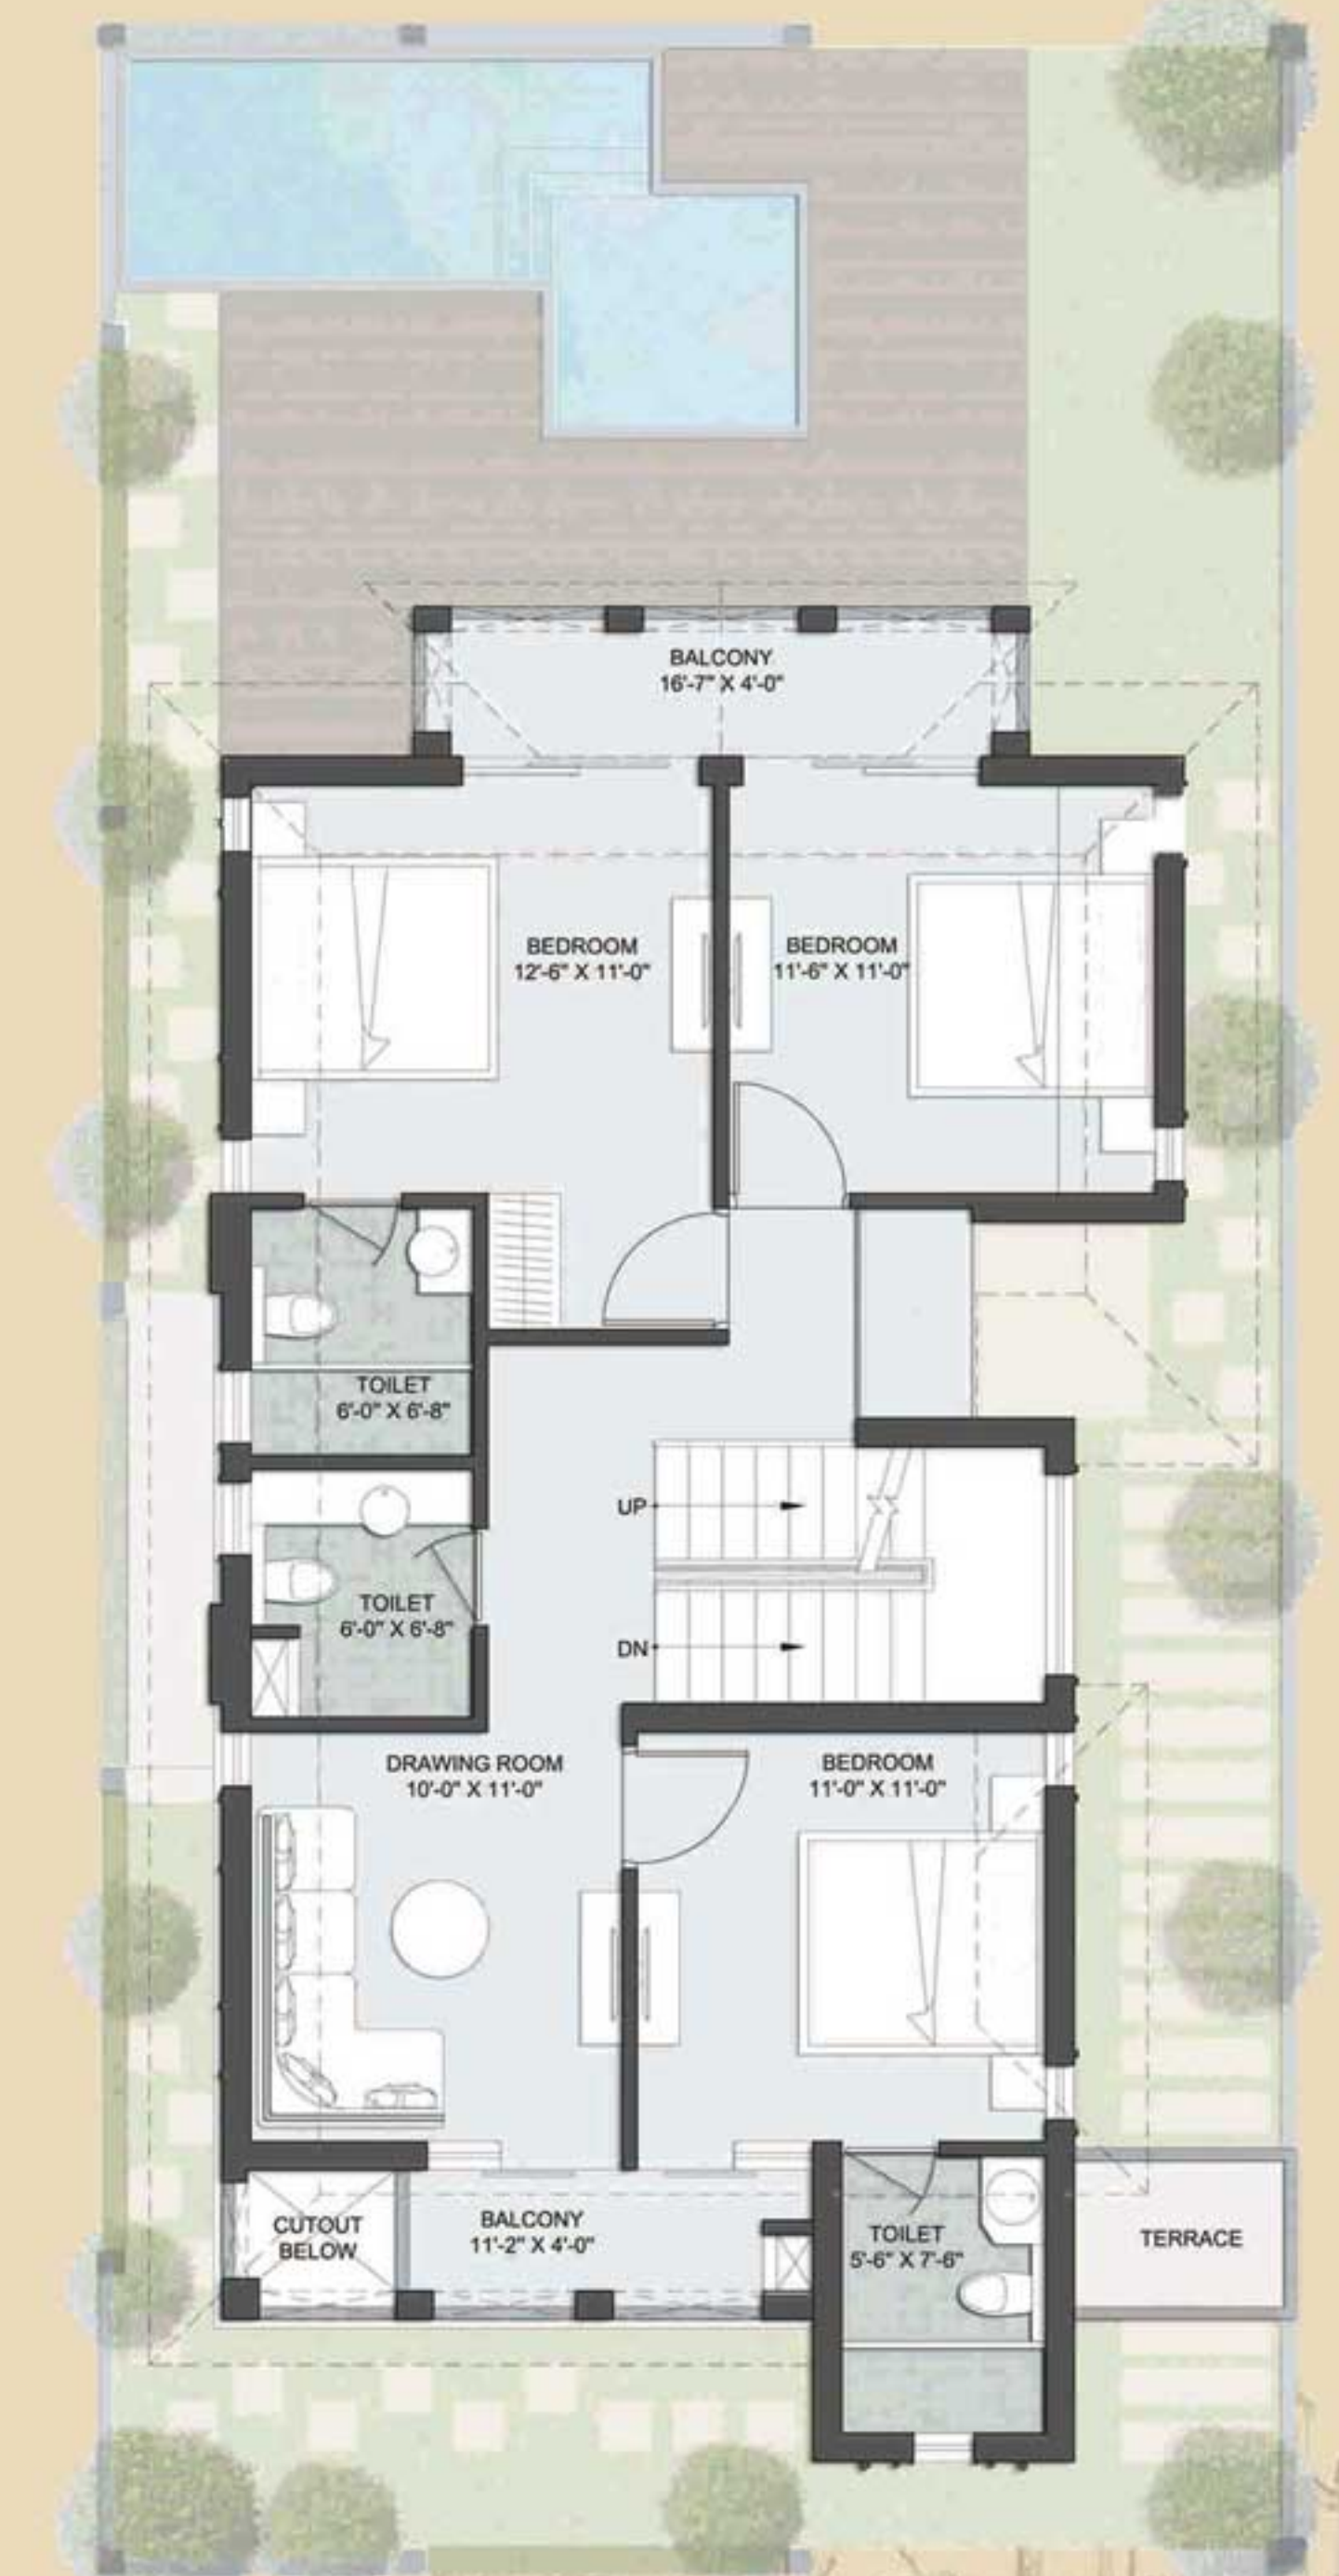 BALCONY
16'-7" X 4'-0"
BEDROOM
12'-6" X 11'-0"
BEDROOM
11'-6" X 11'-0"
TOILET
6'-0" X 6'-8"
UP
TOILET
6'-0" X 6'-8"
DN
DRAWING ROOM
10'-0" X 11'-0"
BEDROOM
11'-0" X 11'-0"
CUTOUT
BELOW
BALCONY
11'-2" X 4'-0"
TOILET
5'-6" X 7'-6"
TERRACE